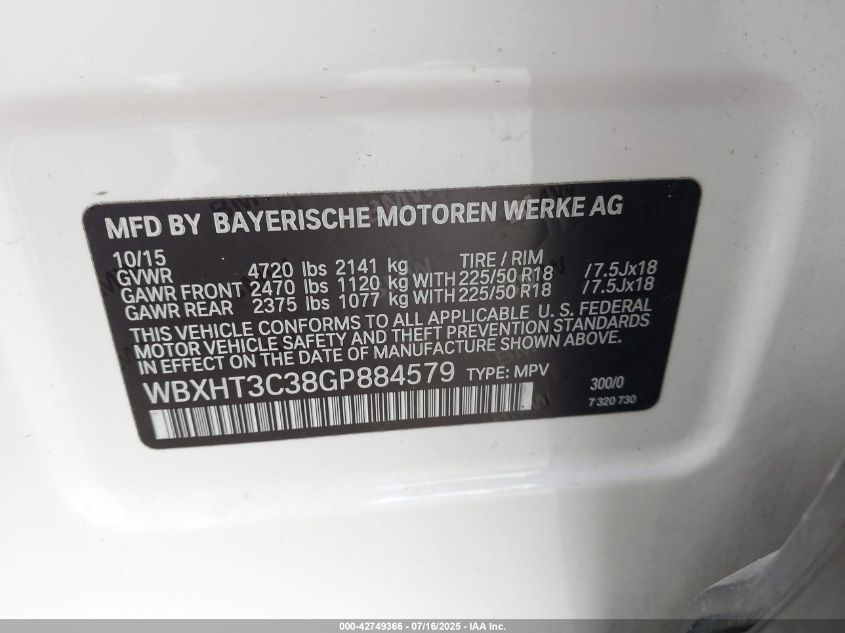 MFD BY BAYERISCHE MOTOREN WERKE AG
10/15 TIRE / RIM
GVWR 4720 lbs 2141 kg
GAWR FRONT 2470 lbs 1120 kg WITH 225/50 R18 /7.5Jx18
GAWR REAR 2375 lbs 1077 kg WITH 225/50 R18 /7.5Jx18
THIS VEHICLE CONFORMS TO ALL APPLICABLE U. S. FEDERAL
MOTOR VEHICLE SAFETY AND THEFT PREVENTION STANDARDS
IN EFFECT ON THE DATE OF MANUFACTURE SHOWN ABOVE.
WBXHT3C38GP884579 TYPE: MPV 300/0
7 320 730
000-42749366 - 07/16/2025 - IAA Inc.